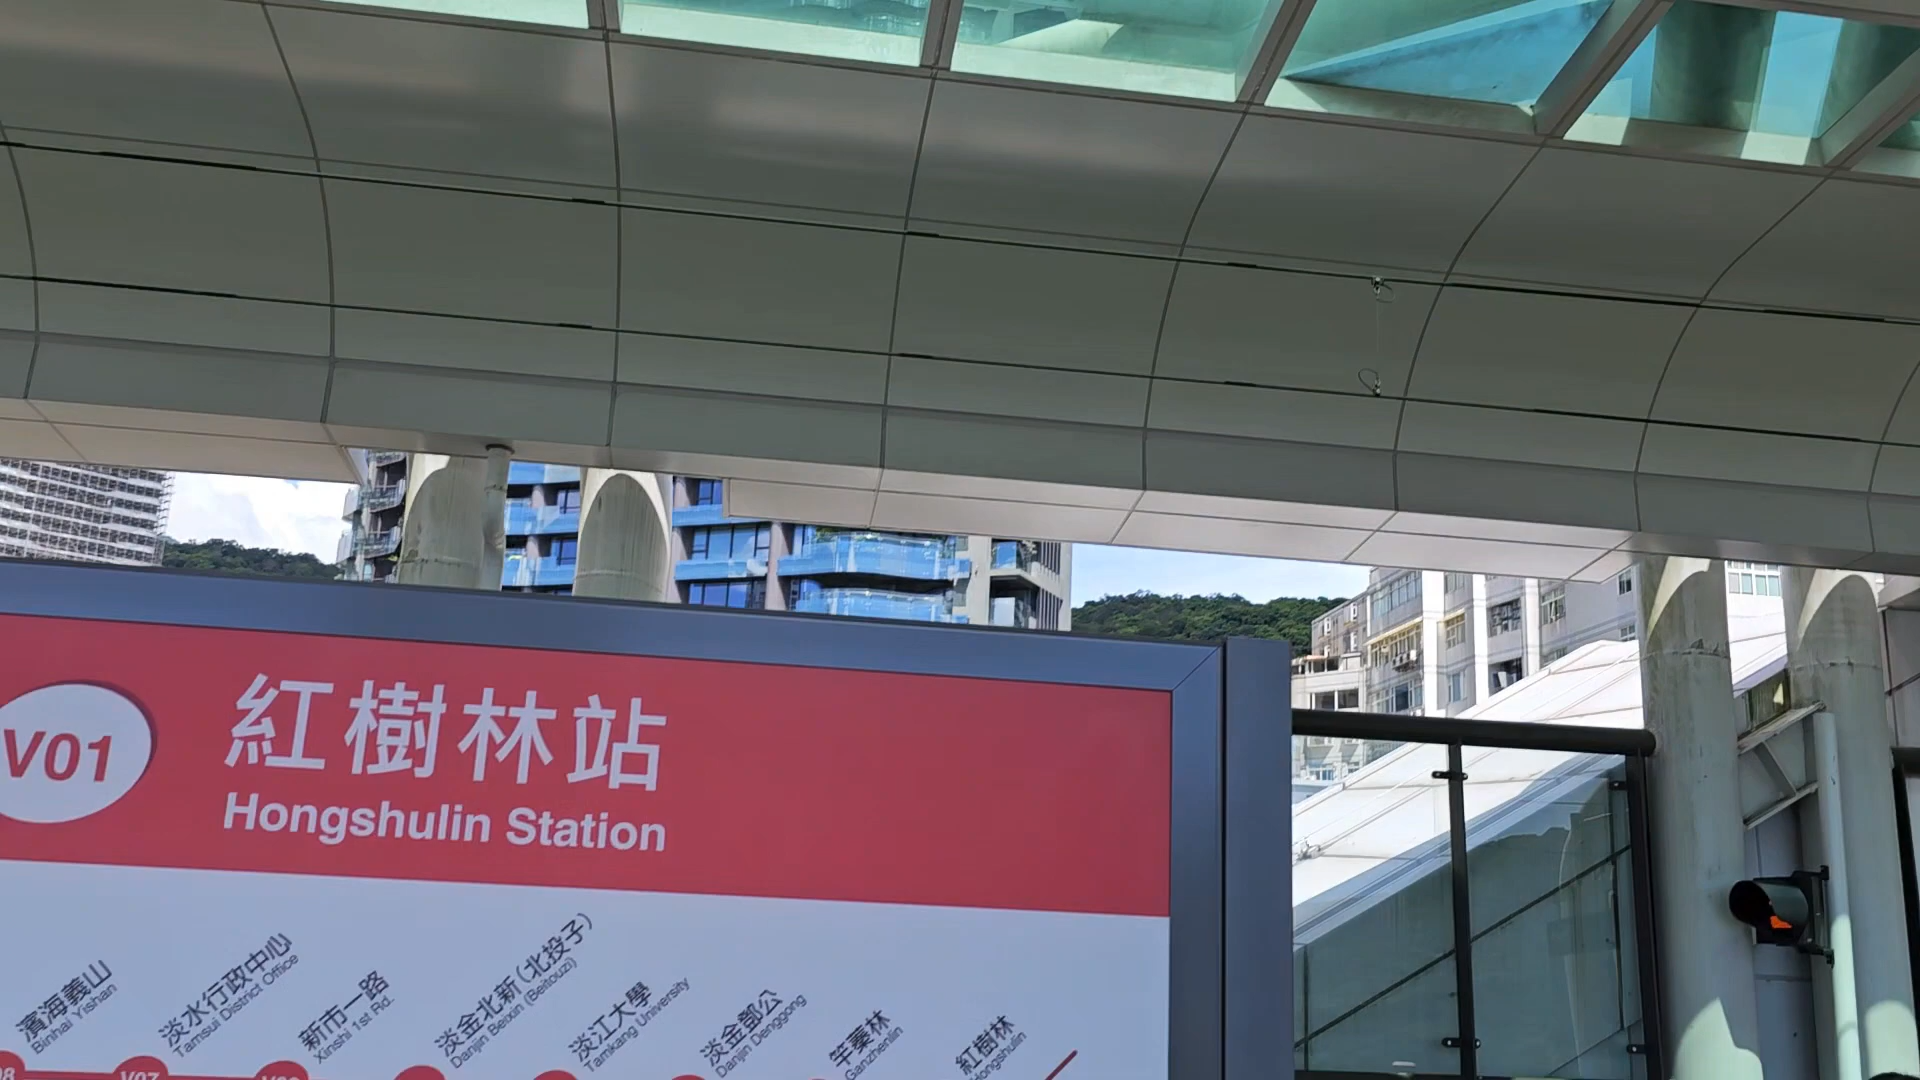 V01
紅樹林站
Hongshulin Station
濱海義山
Binhai Yishan
淡水行政中心
Tamsui District Office
新市一路
Xinshi 1st Rd.
淡金北新(北投子)
Danjin Beixin (Beitouzi)
淡江大學
Tamkang University
淡金鄧公
Danjin Denggong
竿蓁林
Ganzhenlin
紅樹林
Hongshulin
V07